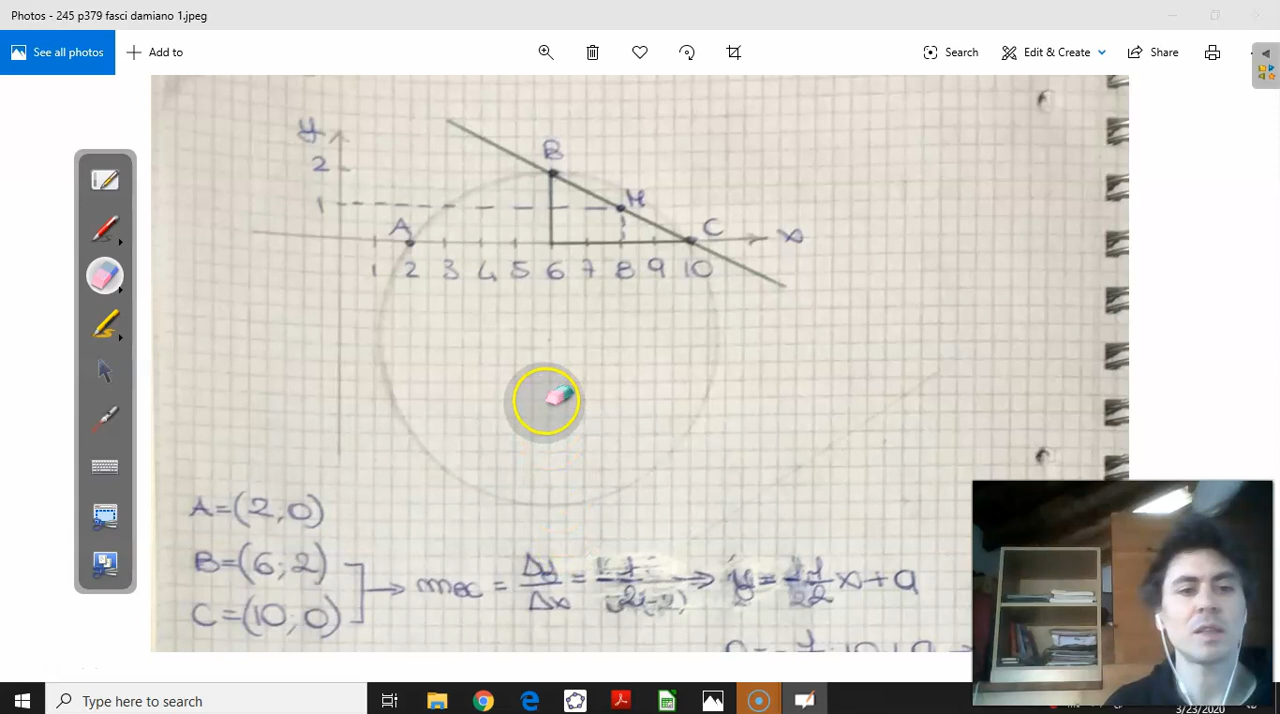 Photos - 245 p379 fasci damiano 1.jpeg
See all photos
Add to
Search
Edit & Create
Share
y
2
1
B
M
A
C
x
1 2 3 4 5 6 7 8 9 10
A=(2;0)
B=(6;2)
C=(10;0)
m_BC = Δy/Δx =
y = x+q
Type here to search
3/23/2020